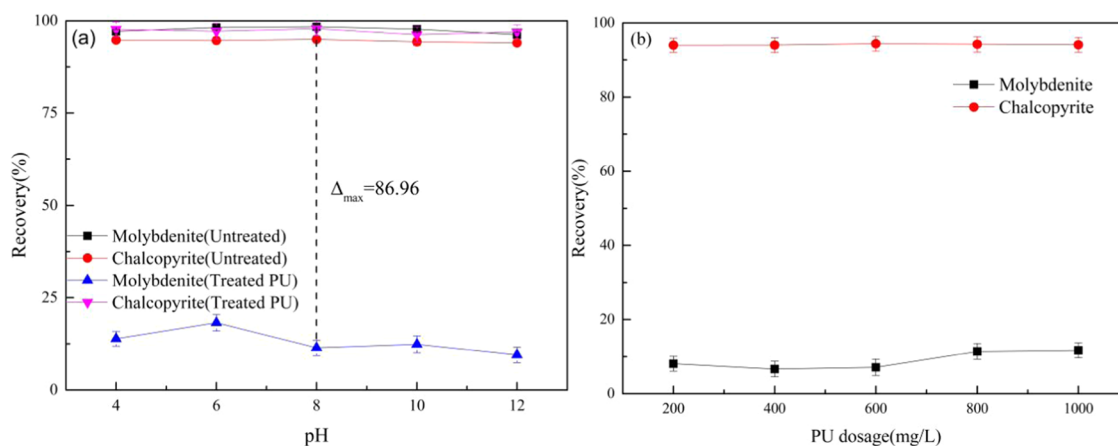 (a)
Recovery(%)
100
75
50
25
0
Δmax=86.96
Molybdenite(Untreated)
Chalcopyrite(Untreated)
Molybdenite(Treated PU)
Chalcopyrite(Treated PU)
4 6 8 10 12
pH
(b)
Recovery(%)
100
80
60
40
20
0
Molybdenite
Chalcopyrite
200 400 600 800 1000
PU dosage(mg/L)